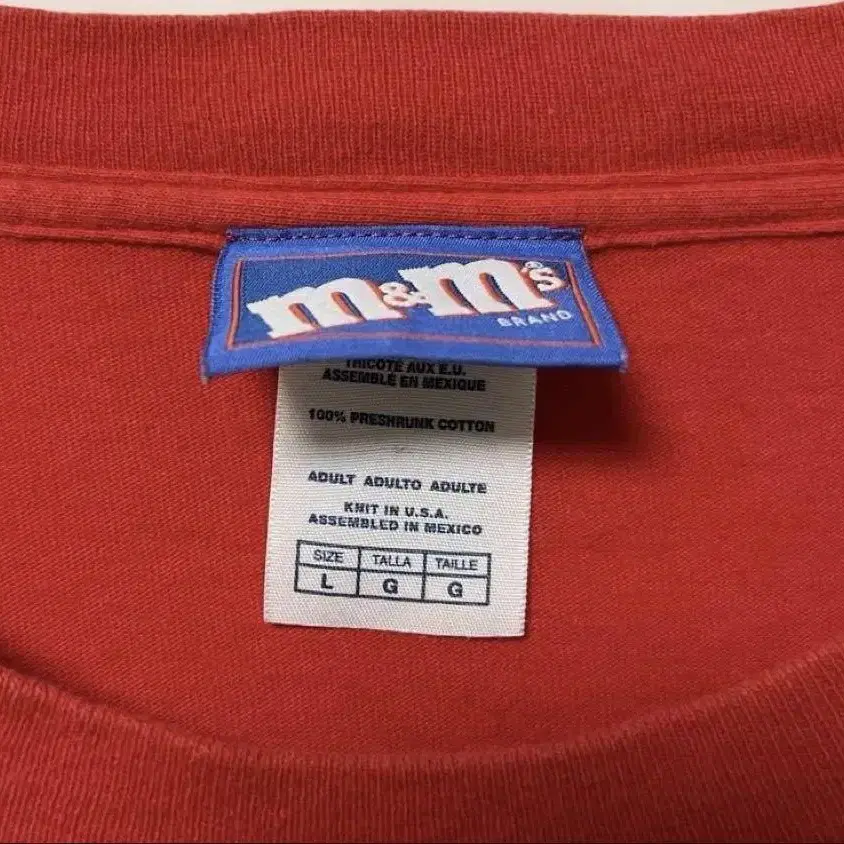 m&m's®
BRAND
TRICOTÉ AUX E.U.
ASSEMBLÉ EN MEXIQUE
100% PRESHRUNK COTTON
ADULT ADULTO ADULTE
KNIT IN U.S.A.
ASSEMBLED IN MEXICO
SIZE TALLA TAILLE
L G G